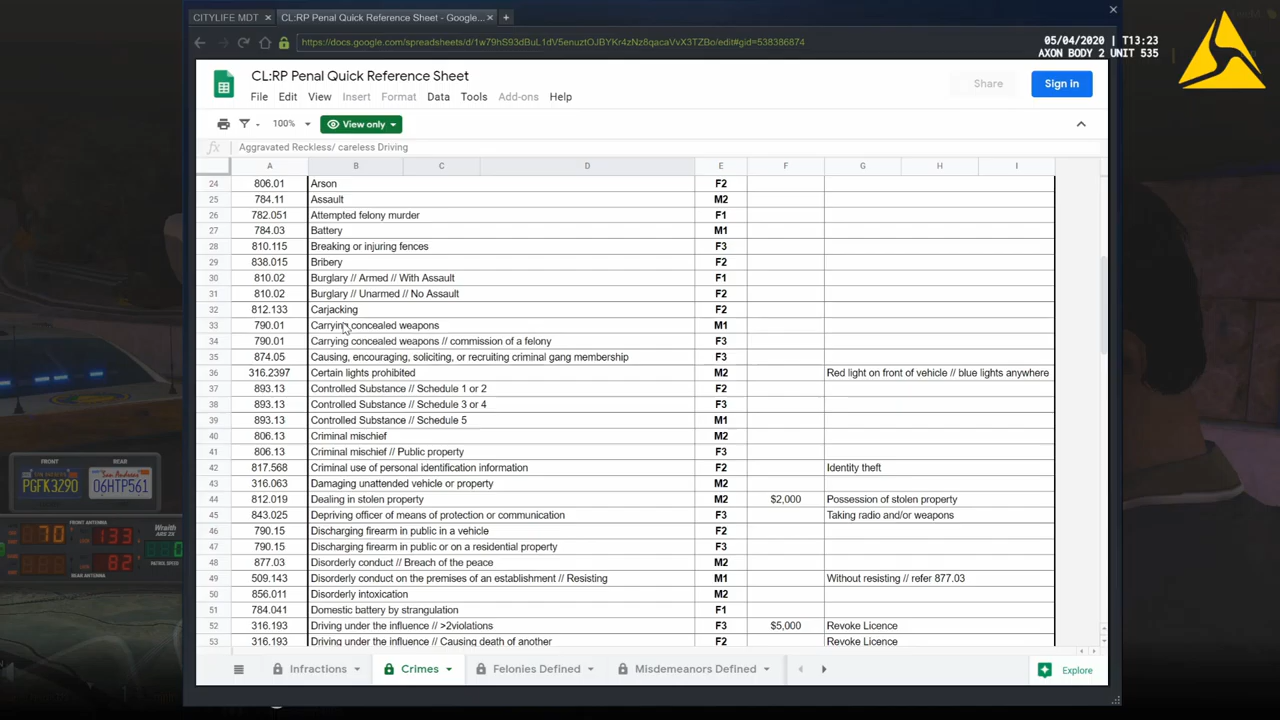 CITYLIFE MDT × CL:RP Penal Quick Reference Sheet - Google... × +
https://docs.google.com/spreadsheets/d/1w79hS93dBuL1dV5enuztOJBYKr4zNz8qacaVvX3TZBo/edit#gid=538386874
05/04/2020 | T13:23
AXON BODY 2 UNIT 535
CL:RP Penal Quick Reference Sheet
Share Sign in
File Edit View Insert Format Data Tools Add-ons Help
100% View only
fx Aggravated Reckless/ careless Driving
A B C D E F G H I
24 806.01 Arson F2
25 784.11 Assault M2
26 782.051 Attempted felony murder F1
27 784.03 Battery M1
28 810.115 Breaking or injuring fences F3
29 838.015 Bribery F2
30 810.02 Burglary // Armed // With Assault F1
31 810.02 Burglary // Unarmed // No Assault F2
32 812.133 Carjacking F2
33 790.01 Carrying concealed weapons M1
34 790.01 Carrying concealed weapons // commission of a felony F3
35 874.05 Causing, encouraging, soliciting, or recruiting criminal gang membership F3
36 316.2397 Certain lights prohibited M2 Red light on front of vehicle // blue lights anywhere
37 893.13 Controlled Substance // Schedule 1 or 2 F2
38 893.13 Controlled Substance // Schedule 3 or 4 F3
39 893.13 Controlled Substance // Schedule 5 M1
40 806.13 Criminal mischief M2
41 806.13 Criminal mischief // Public property F3
42 817.568 Criminal use of personal identification information F2 Identity theft
43 316.063 Damaging unattended vehicle or property M2
44 812.019 Dealing in stolen property M2 $2,000 Possession of stolen property
45 843.025 Depriving officer of means of protection or communication F3 Taking radio and/or weapons
46 790.15 Discharging firearm in public in a vehicle F2
47 790.15 Discharging firearm in public or on a residential property F3
48 877.03 Disorderly conduct // Breach of the peace M2
49 509.143 Disorderly conduct on the premises of an establishment // Resisting M1 Without resisting // refer 877.03
50 856.011 Disorderly intoxication M2
51 784.041 Domestic battery by strangulation F1
52 316.193 Driving under the influence // >2violations F3 $5,000 Revoke Licence
53 316.193 Driving under the influence // Causing death of another F2 Revoke Licence
Infractions Crimes Felonies Defined Misdemeanors Defined Explore
FRONT REAR
PGFK3290 06HTP561
FRONT ANTENNA
70 133 Wraith
ARS 2X
82
REAR ANTENNA PATROL SPEED